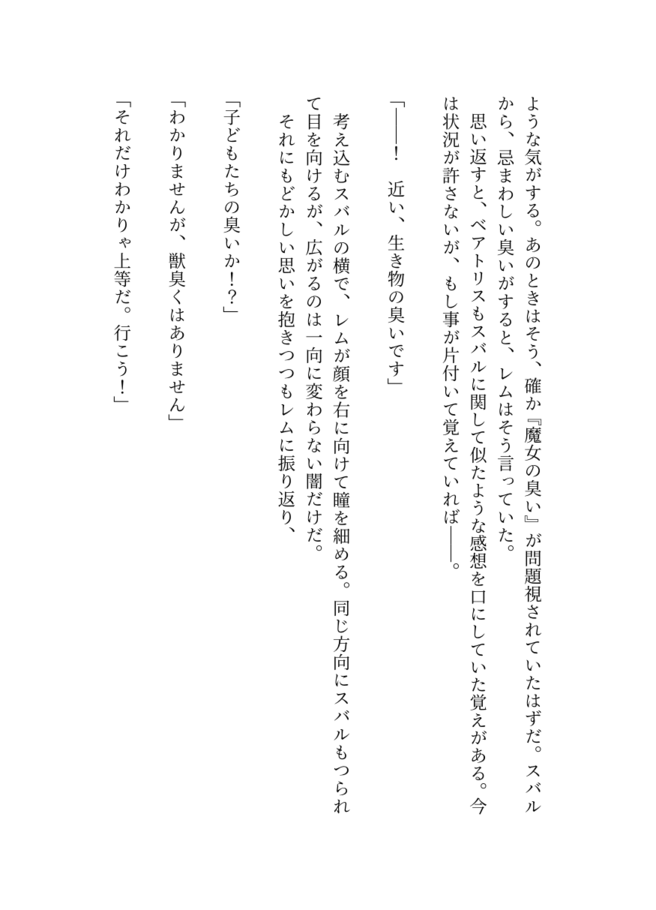 ような気がする。あのときはそう、確か『魔女の臭い』が問題視されていたはずだ。スバル
から、忌まわしい臭いがすると、レムはそう言っていた。
　思い返すと、ベアトリスもスバルに関して似たような感想を口にしていた覚えがある。今
は状況が許さないが、もし事が片付いて覚えていれば――。
「――！　近い、生き物の臭いです」
　考え込むスバルの横で、レムが顔を右に向けて瞳を細める。同じ方向にスバルもつられ
て目を向けるが、広がるのは一向に変わらない闇だけだ。
　それにもどかしい思いを抱きつつもレムに振り返り、
「子どもたちの臭いか！？」
「わかりませんが、獣臭くはありません」
「それだけわかりゃ上等だ。行こう！」